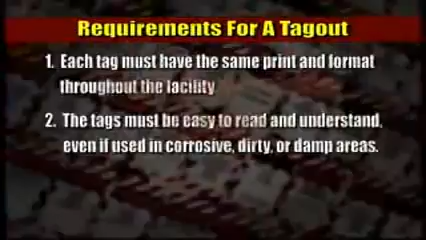 Requirements For A Tagout
1. Each tag must have the same print and format
throughout the facility
2. The tags must be easy to read and understand,
even if used in corrosive, dirty, or damp areas.